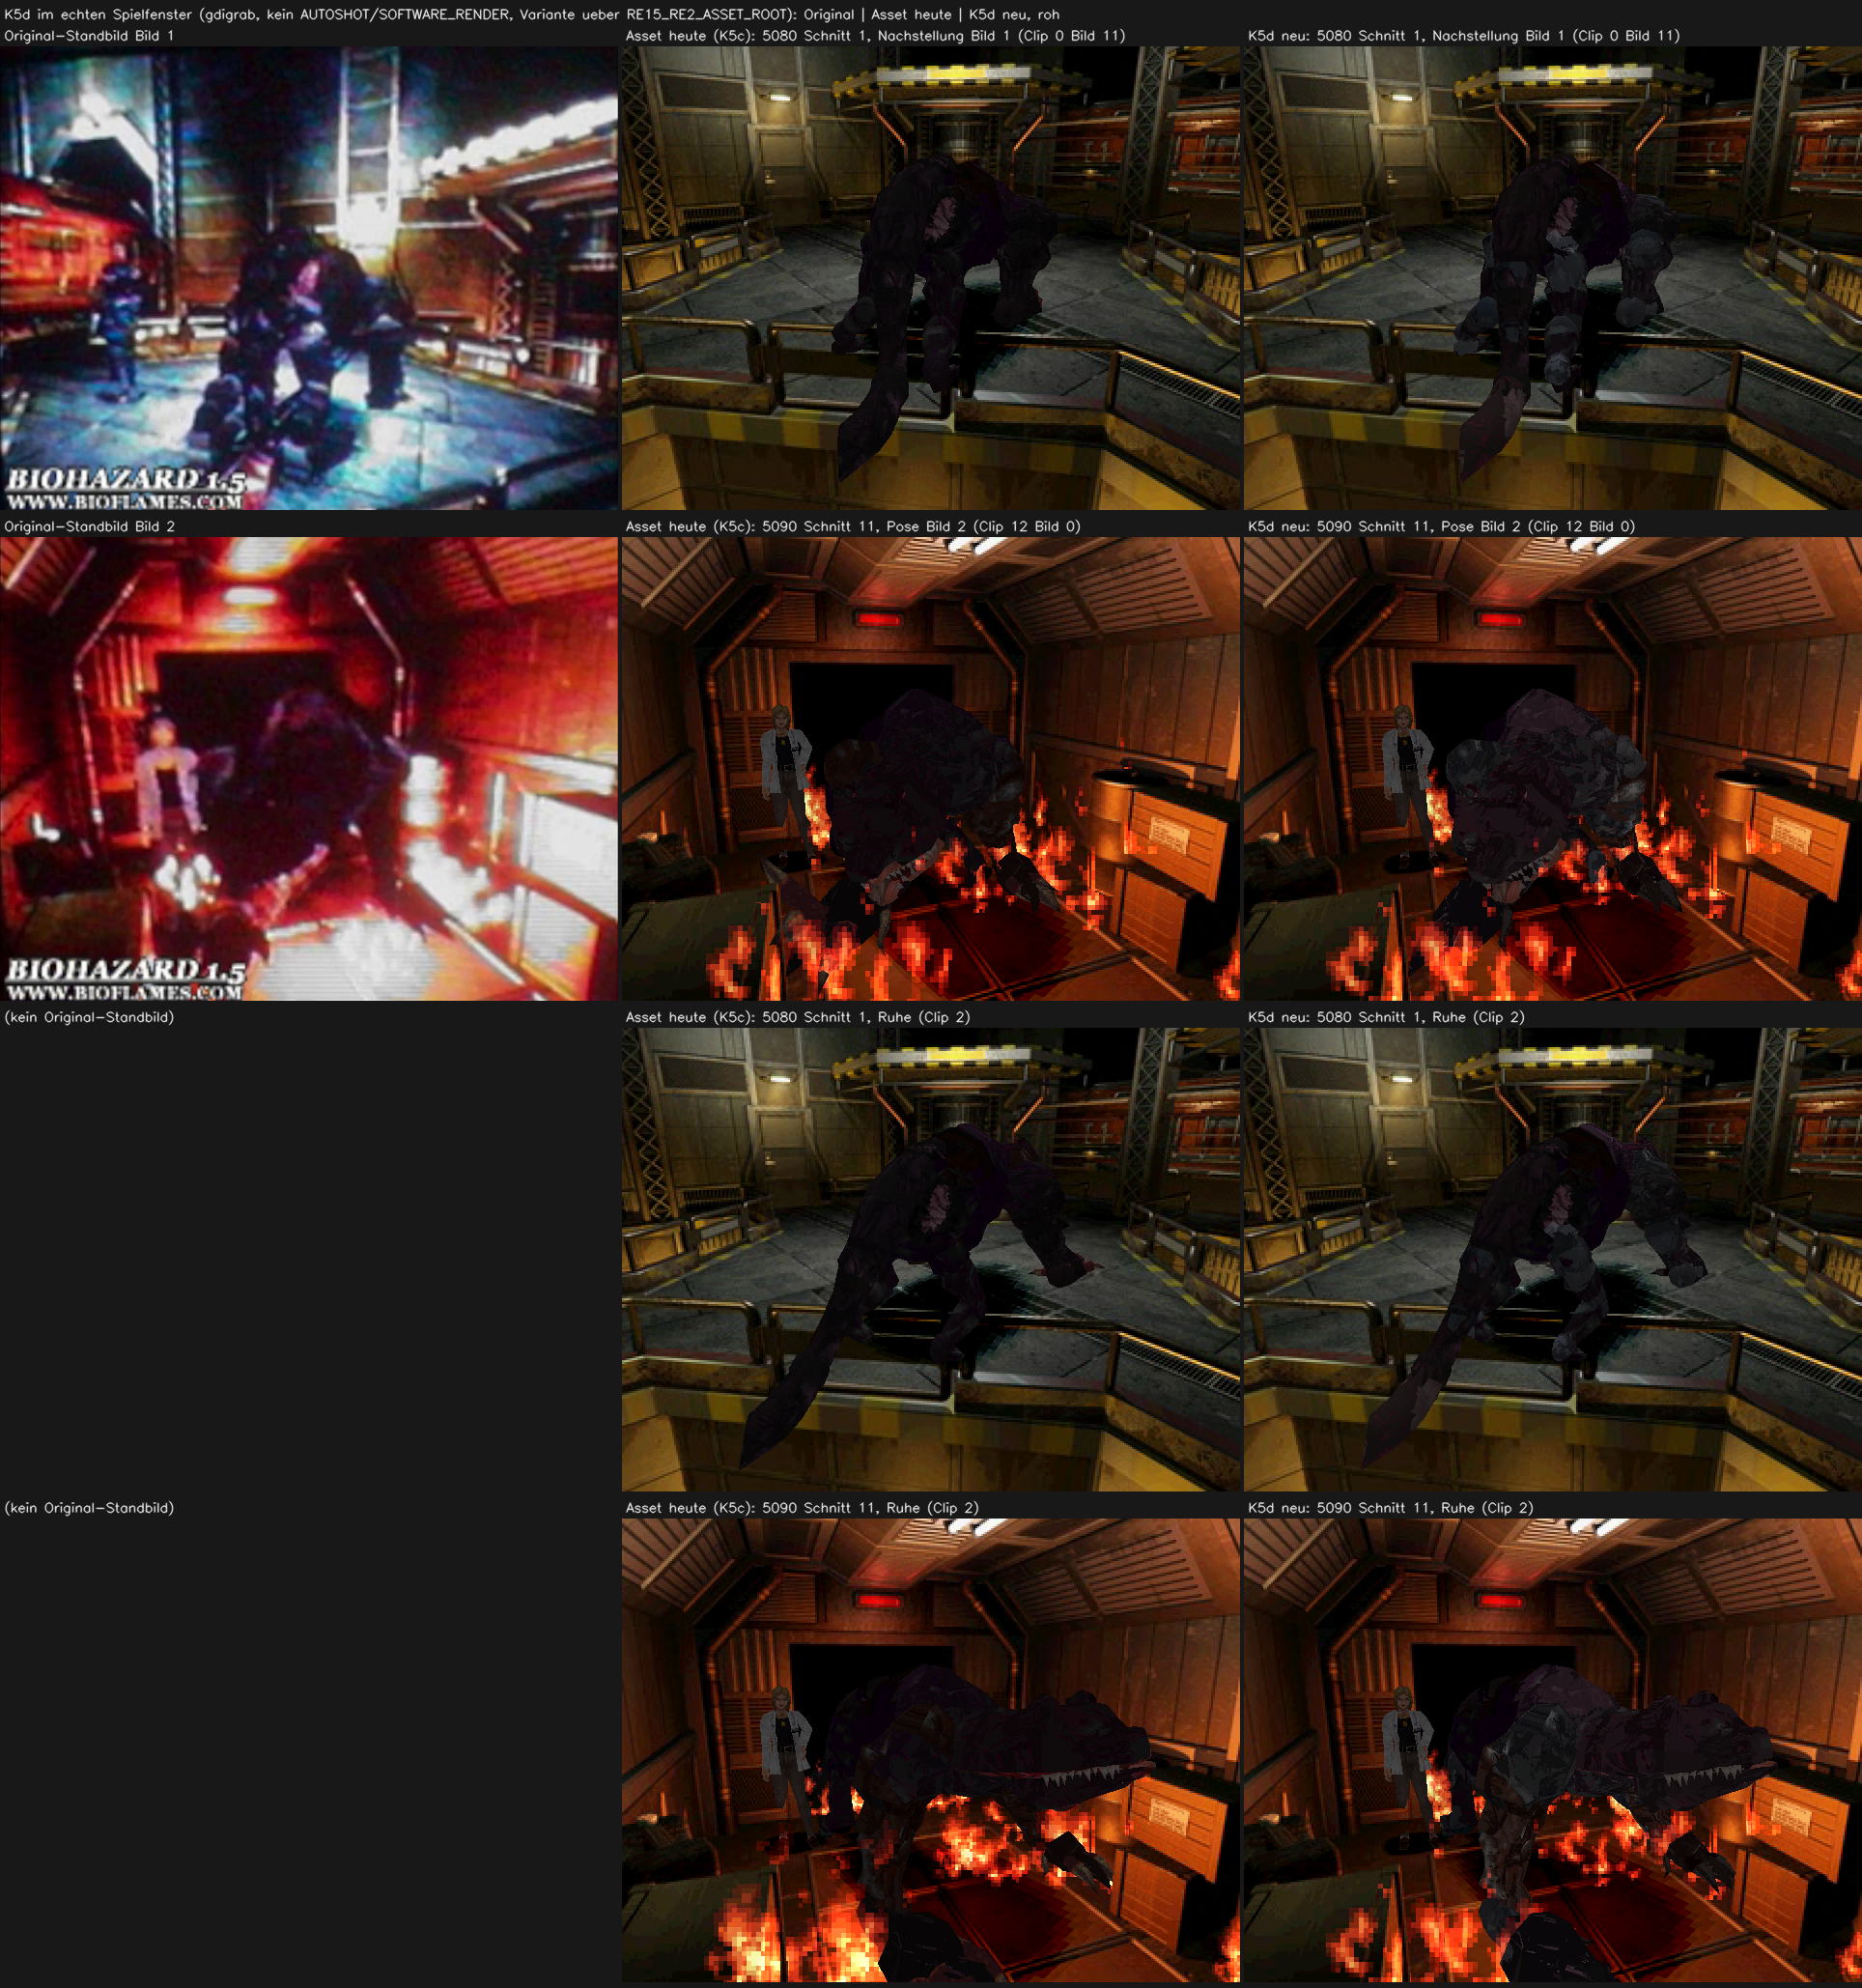 K5d im echten Spielfenster (gdigrab, kein AUTOSHOT/SOFTWARE_RENDER, Variante ueber RE15_RE2_ASSET_ROOT): Original | Asset heute | K5d neu, roh
Original-Standbild Bild 1
Asset heute (K5c): 5080 Schnitt 1, Nachstellung Bild 1 (Clip 0 Bild 11)
K5d neu: 5080 Schnitt 1, Nachstellung Bild 1 (Clip 0 Bild 11)
BIOHAZARD 1.5
WWW.BIOFLAMES.COM
Original-Standbild Bild 2
Asset heute (K5c): 5090 Schnitt 11, Pose Bild 2 (Clip 12 Bild 0)
K5d neu: 5090 Schnitt 11, Pose Bild 2 (Clip 12 Bild 0)
BIOHAZARD 1.5
WWW.BIOFLAMES.COM
(kein Original-Standbild)
Asset heute (K5c): 5080 Schnitt 1, Ruhe (Clip 2)
K5d neu: 5080 Schnitt 1, Ruhe (Clip 2)
(kein Original-Standbild)
Asset heute (K5c): 5090 Schnitt 11, Ruhe (Clip 2)
K5d neu: 5090 Schnitt 11, Ruhe (Clip 2)